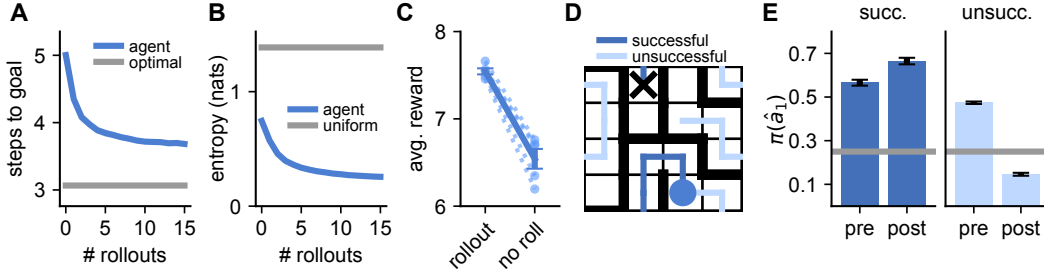 A
steps to goal
5
4
3
agent
optimal
0
5
10
15
# rollouts
B
entropy (nats)
1
0
agent
uniform
0
5
10
15
# rollouts
C
avg. reward
8
7
6
rollout
no roll
D
successful
unsuccessful
E
succ.
unsucc.
π(â₁)
0.7
0.5
0.3
0.1
pre
post
pre
post